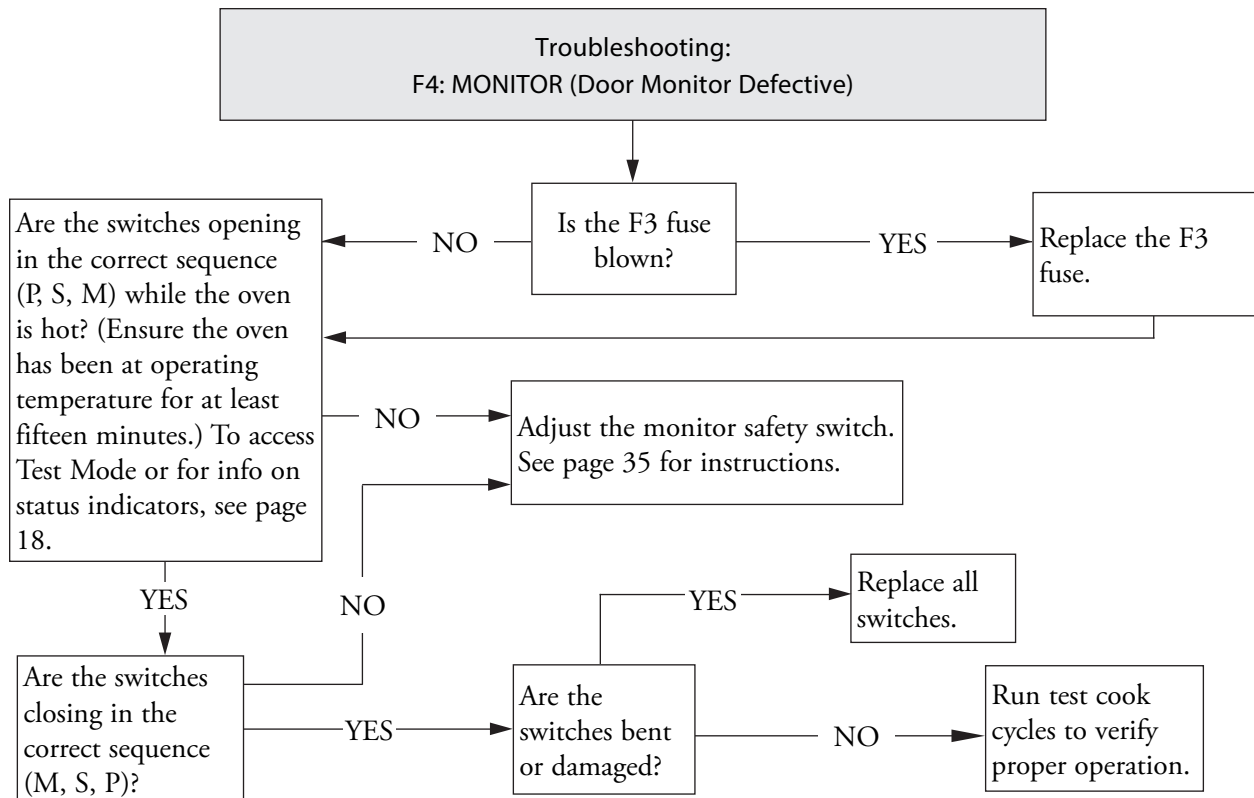 Troubleshooting:
F4: MONITOR (Door Monitor Defective)
Is the F3 fuse
blown?
NO
YES
Replace the F3
fuse.
Are the switches opening
in the correct sequence
(P, S, M) while the oven
is hot? (Ensure the oven
has been at operating
temperature for at least
fifteen minutes.) To access
Test Mode or for info on
status indicators, see page
18.
NO
Adjust the monitor safety switch.
See page 35 for instructions.
YES
NO
YES
Replace all
switches.
Are the switches
closing in the
correct sequence
(M, S, P)?
YES
Are the
switches bent
or damaged?
NO
Run test cook
cycles to verify
proper operation.